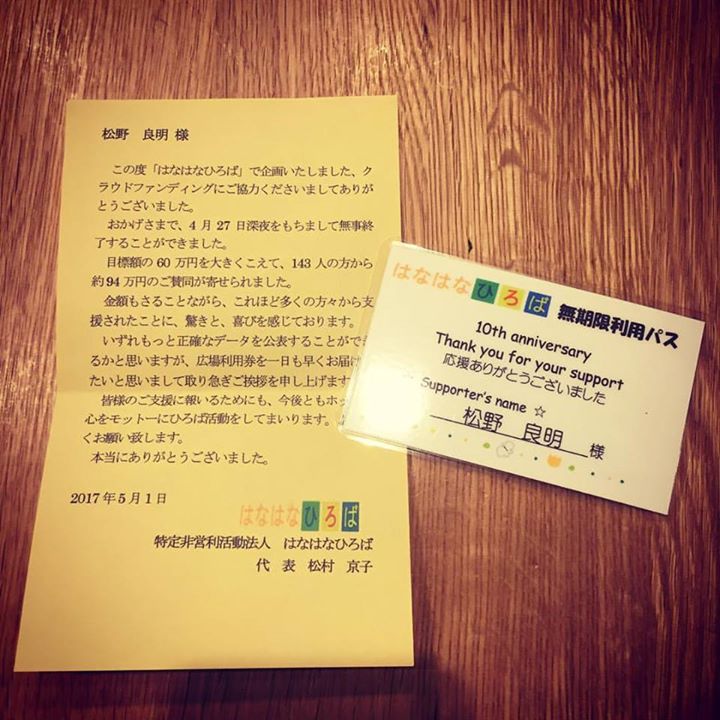 松野 良明 様
この度「はなはなひろば」で企画いたしました、ク
ラウドファンディングにご協力くださいましてありが
とうございました。
おかげさまで、4月27日深夜をもちまして無事終
了することができました。
目標額の60万円を大きくこえて、143人の方から
約94万円のご賛同が寄せられました。
金額もさることながら、これほど多くの方々から支
援されたことに、驚きと、喜びを感じております。
いずれもっと正確なデータを公表することができ
るかと思いますが、広場利用券を一日も早くお届け
たいと思いまして取り急ぎご挨拶を申し上げます
皆様のご支援に報いるためにも、今後ともホッ
心をモットーにひろば活動をしてまいります。
くお願い致します。
本当にありがとうございました。
2017年5月1日
はなはなひろば
特定非営利活動法人 はなはなひろば
代 表 松村 京子
はなはなひろば 無期限利用パス
10th anniversary
Thank you for your support
応援ありがとうございました
Supporter's name ☆
松野 良明 様